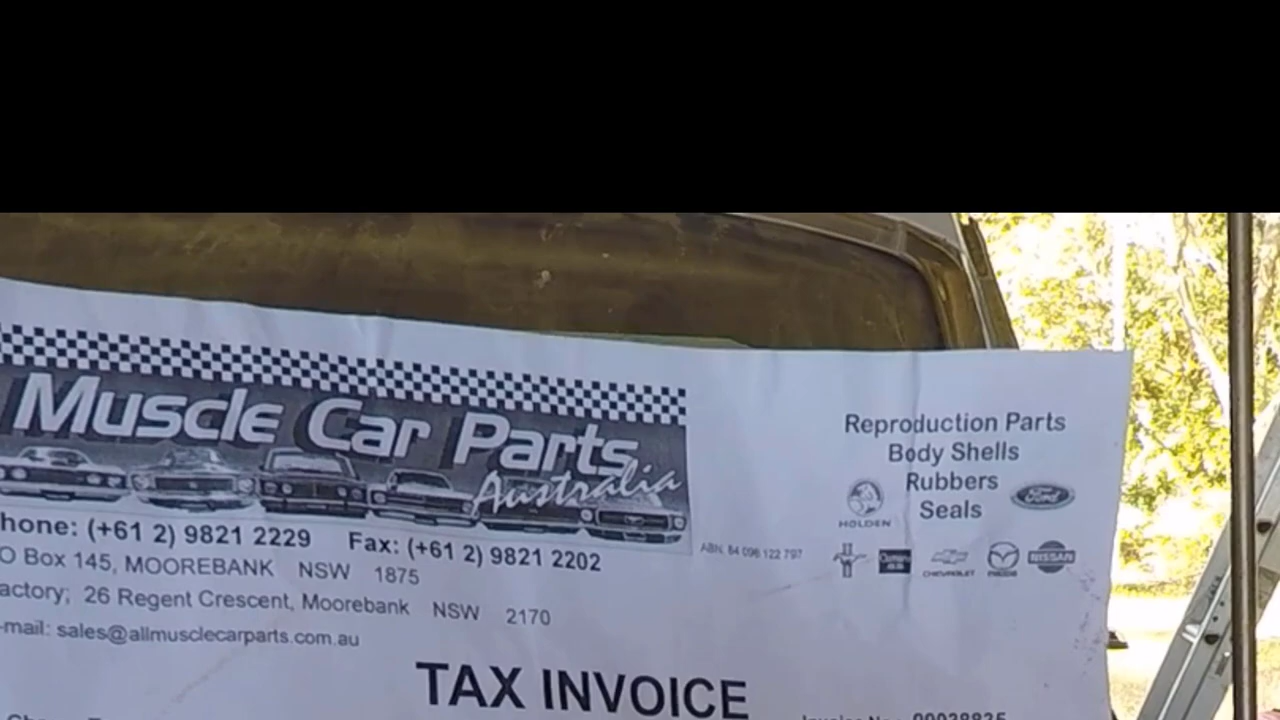 Muscle Car Parts
Australia
hone: (+61 2) 9821 2229 Fax: (+61 2) 9821 2202
O Box 145, MOOREBANK NSW 1875
actory; 26 Regent Crescent, Moorebank NSW 2170
-mail: sales@allmusclecarparts.com.au
ABN: 84 096 122 797
Reproduction Parts
Body Shells
Rubbers
Seals
HOLDEN
Ford
CHEVROLET
mazda
NISSAN
TAX INVOICE